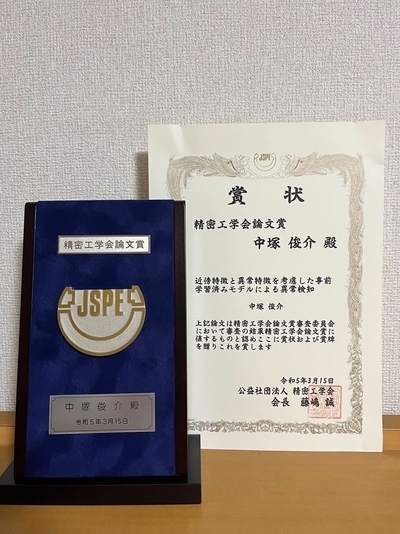 精密工学会論文賞
JSPE
中塚俊介殿
令和5年3月15日
JSPE
賞状
精密工学会論文賞
中塚 俊介 殿
近傍特徴と異常特徴を考慮した事前
学習済みモデルによる異常検知
中塚 俊介
上記論文は精密工学会論文賞審査委員会
において審査の結果精密工学会論文賞に
値するものと認めここに賞状および賞牌
を贈りこれを賞します
令和5年3月15日
公益社団法人 精密工学会
会長 藤嶋 誠